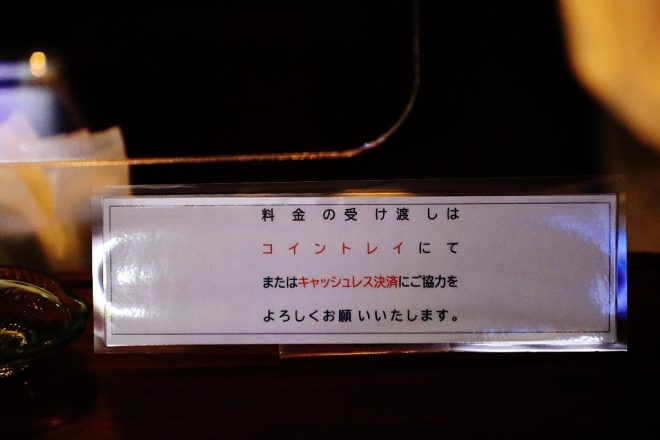 料金の受け渡しは
コイントレイにて
またはキャッシュレス決済にご協力を
よろしくお願いいたします。